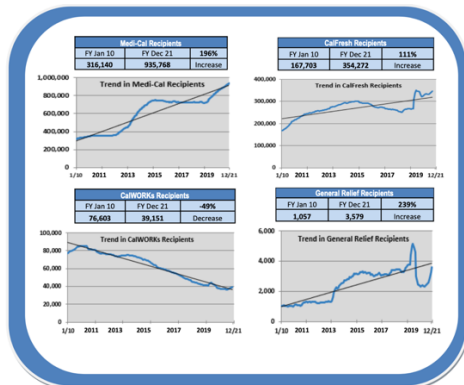 Medi-Cal Recipients
FY Jan 10 FY Dec 21 196%
316,140 935,768 Increase
Trend in Medi-Cal Recipients
1,000,000
800,000
600,000
400,000
200,000
0
1/10 2011 2013 2015 2017 2019 12/21
CalFresh Recipients
FY Jan 10 FY Dec 21 111%
167,703 354,272 Increase
Trend in CalFresh Recipients
400,000
300,000
200,000
100,000
0
1/10 2011 2013 2015 2017 2019 12/21
CalWORKs Recipients
FY Jan 10 FY Dec 21 -49%
76,603 39,151 Decrease
Trend in CalWORKs Recipients
100,000
80,000
60,000
40,000
20,000
0
1/10 2011 2013 2015 2017 2019 12/21
General Relief Recipients
FY Jan 10 FY Dec 21 239%
1,057 3,579 Increase
Trend in General Relief Recipients
6,000
4,000
2,000
0
1/10 2011 2013 2015 2017 2019 12/21